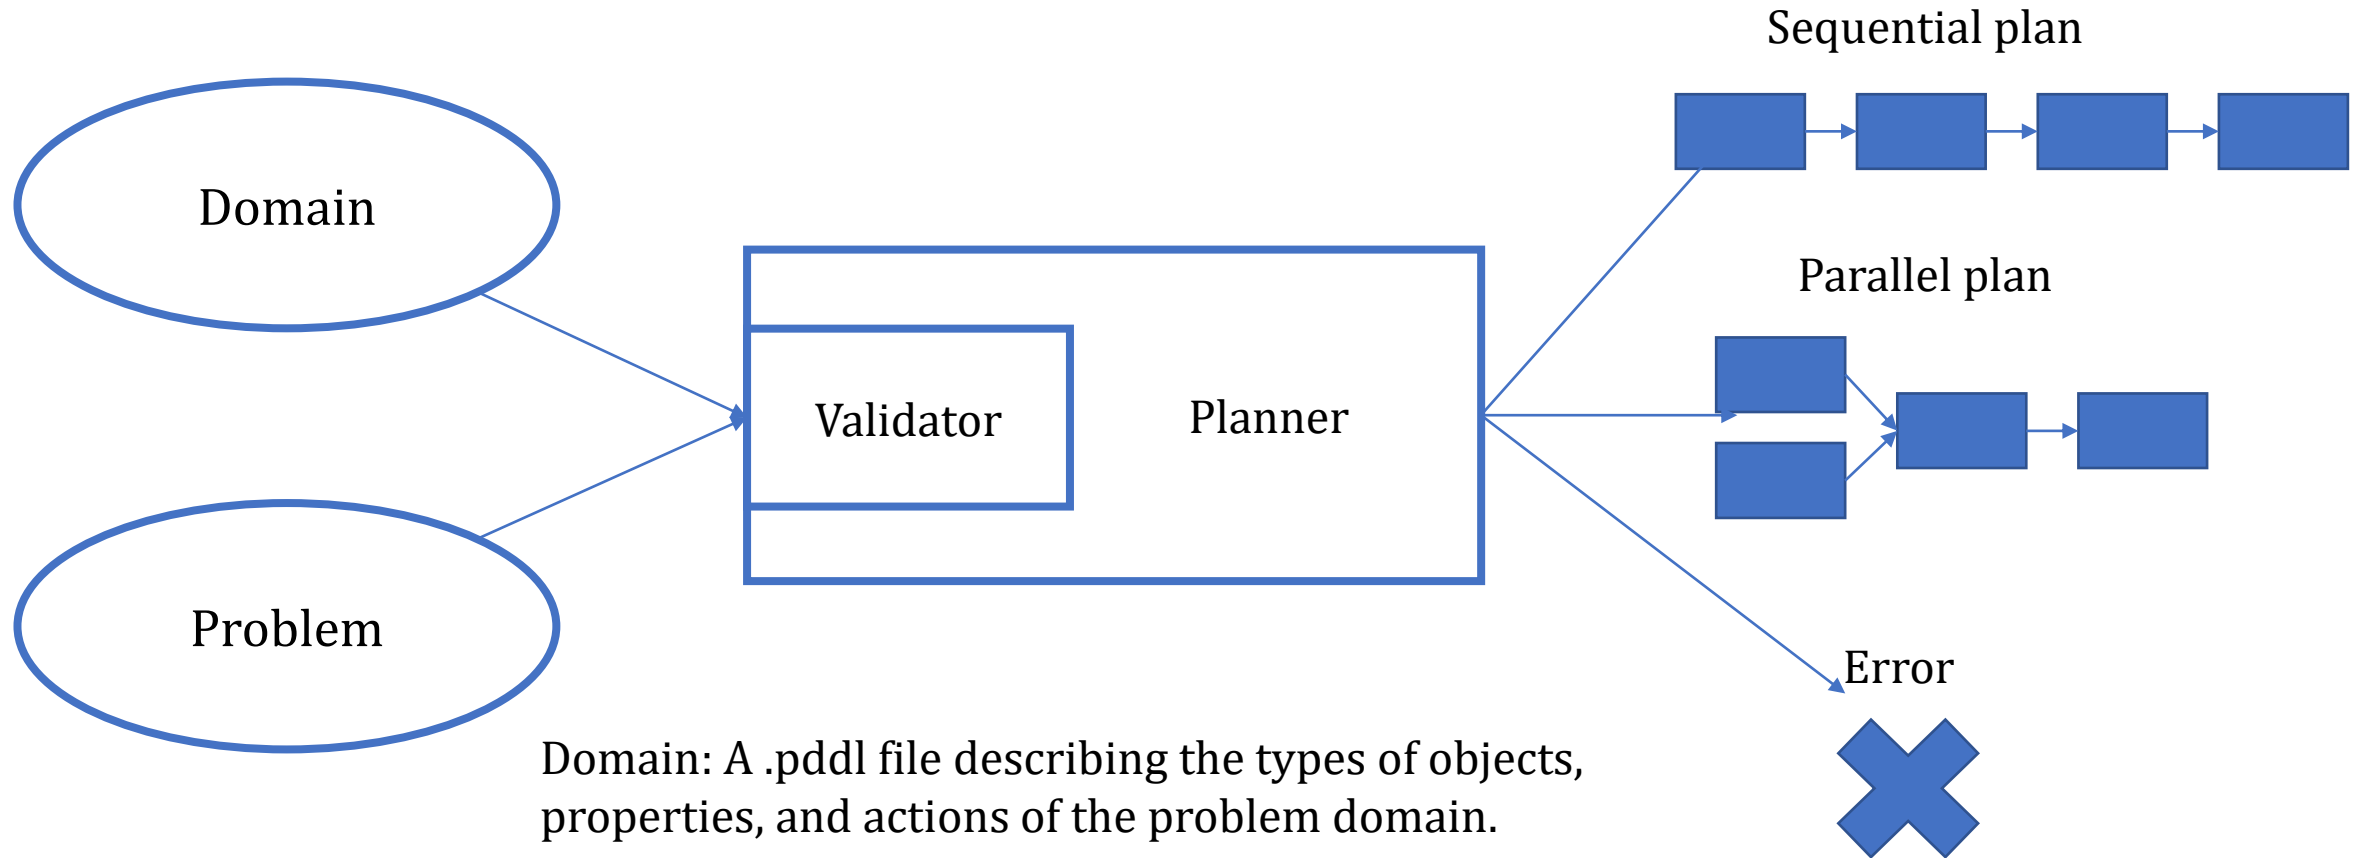 Sequential plan
Domain
Parallel plan
Validator
Planner
Problem
Error
Domain: A .pddl file describing the types of objects,
properties, and actions of the problem domain.